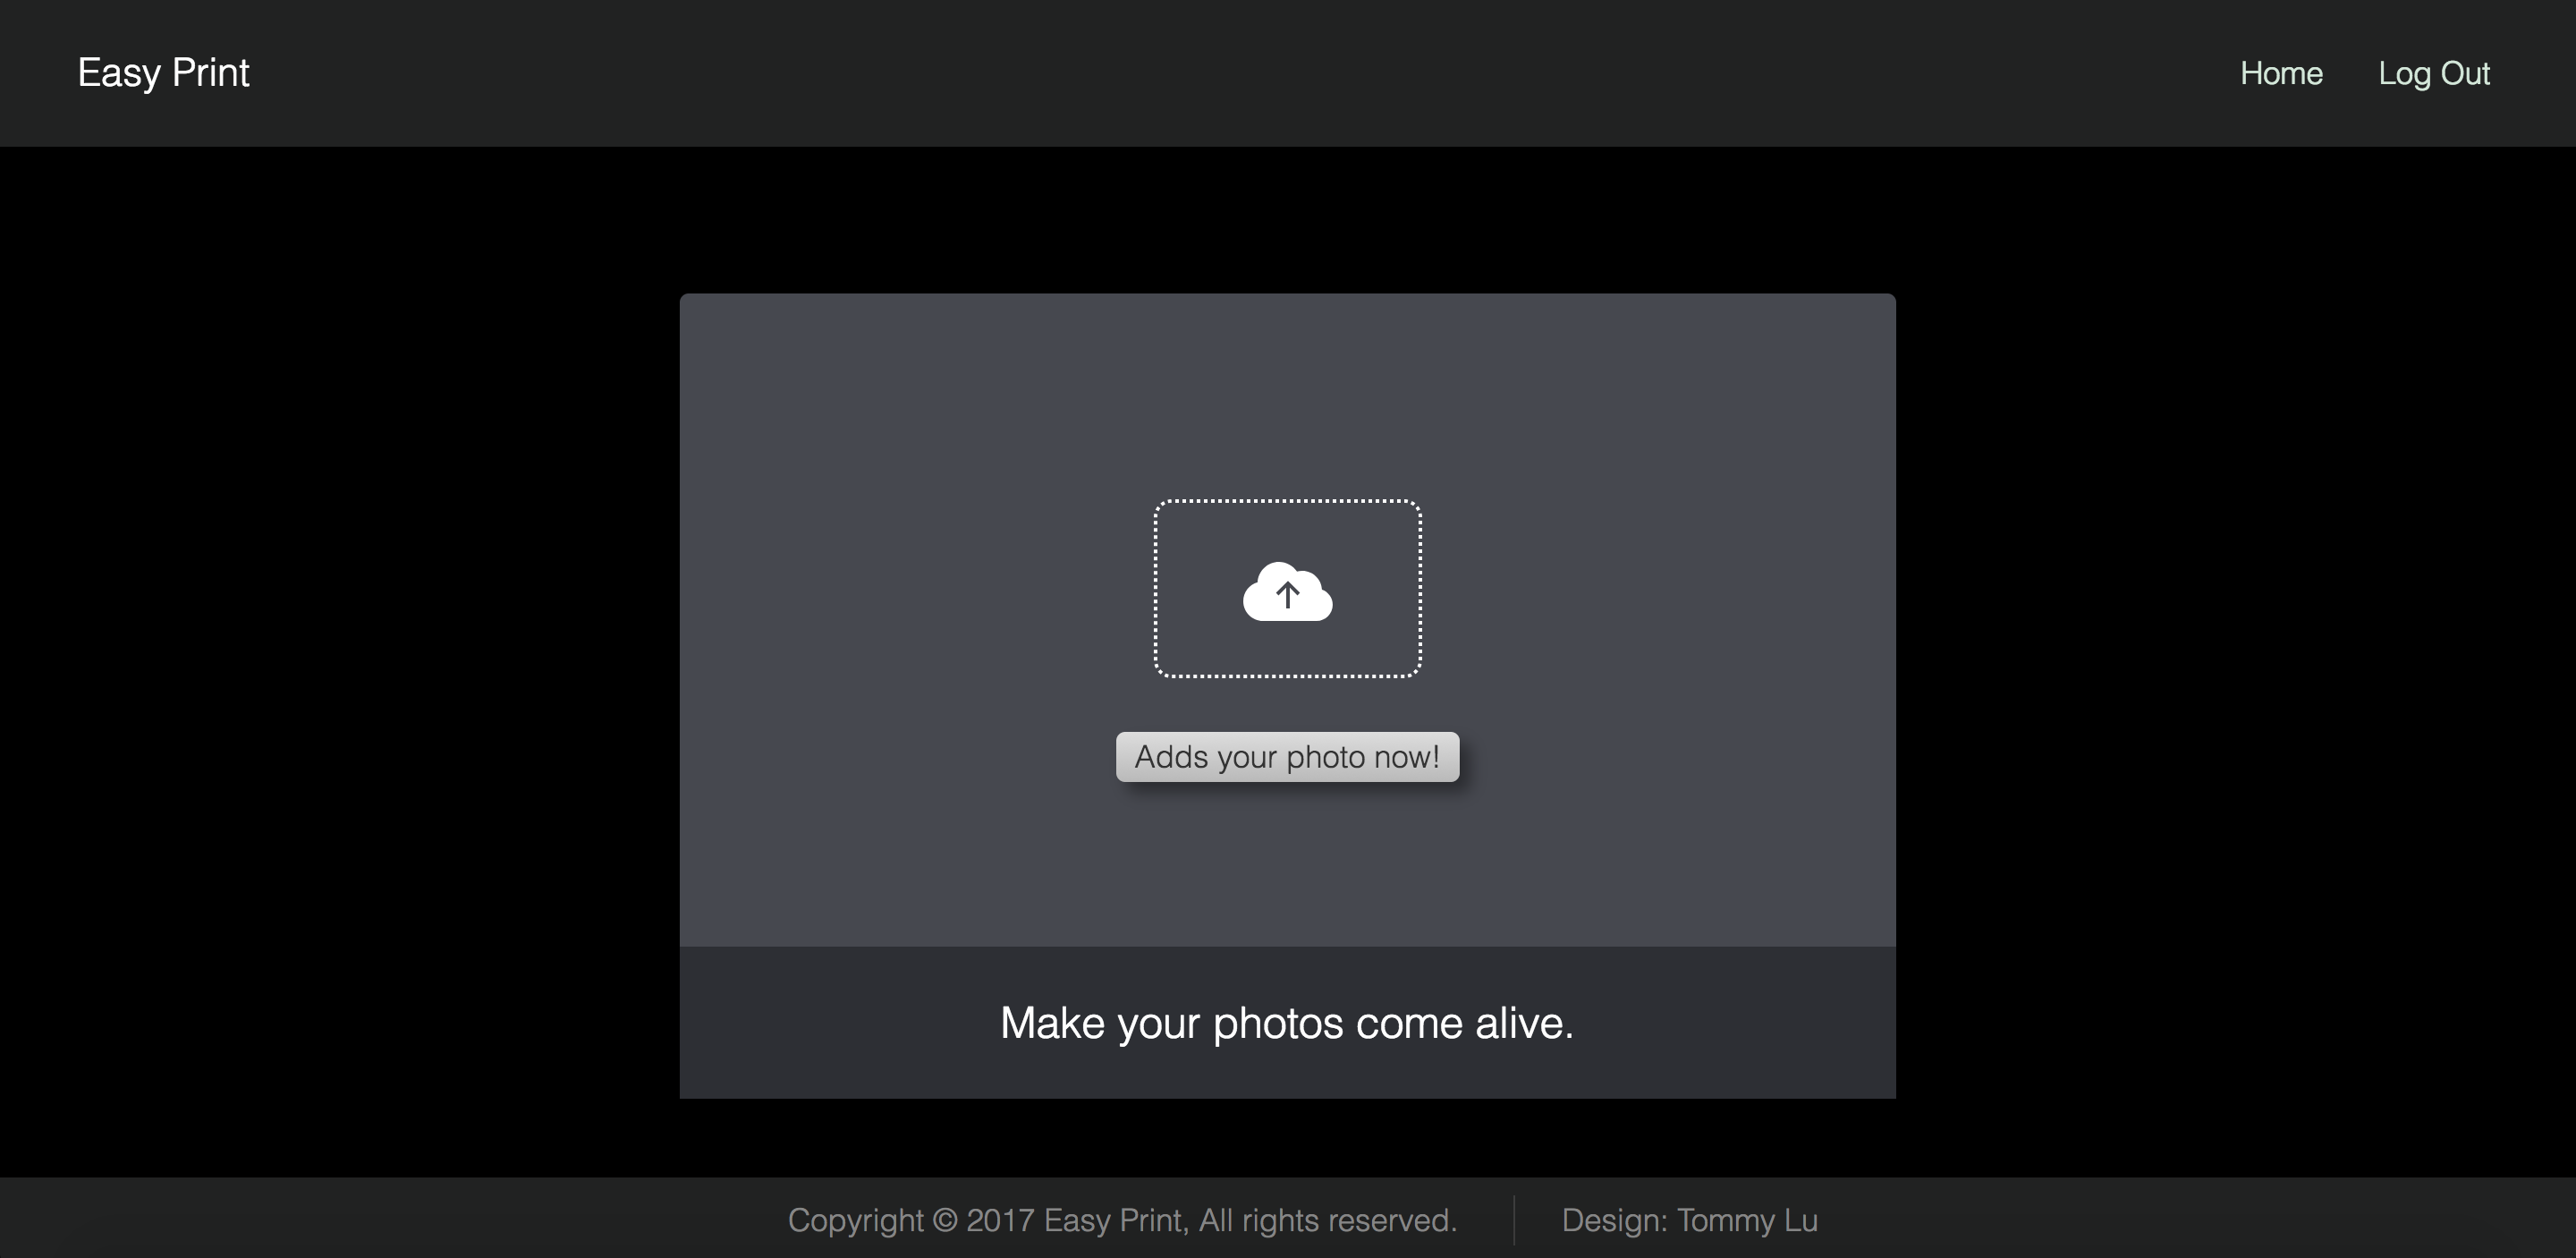 Easy Print
Home
Log Out
Adds your photo now!
Make your photos come alive.
Copyright © 2017 Easy Print, All rights reserved.
Design: Tommy Lu